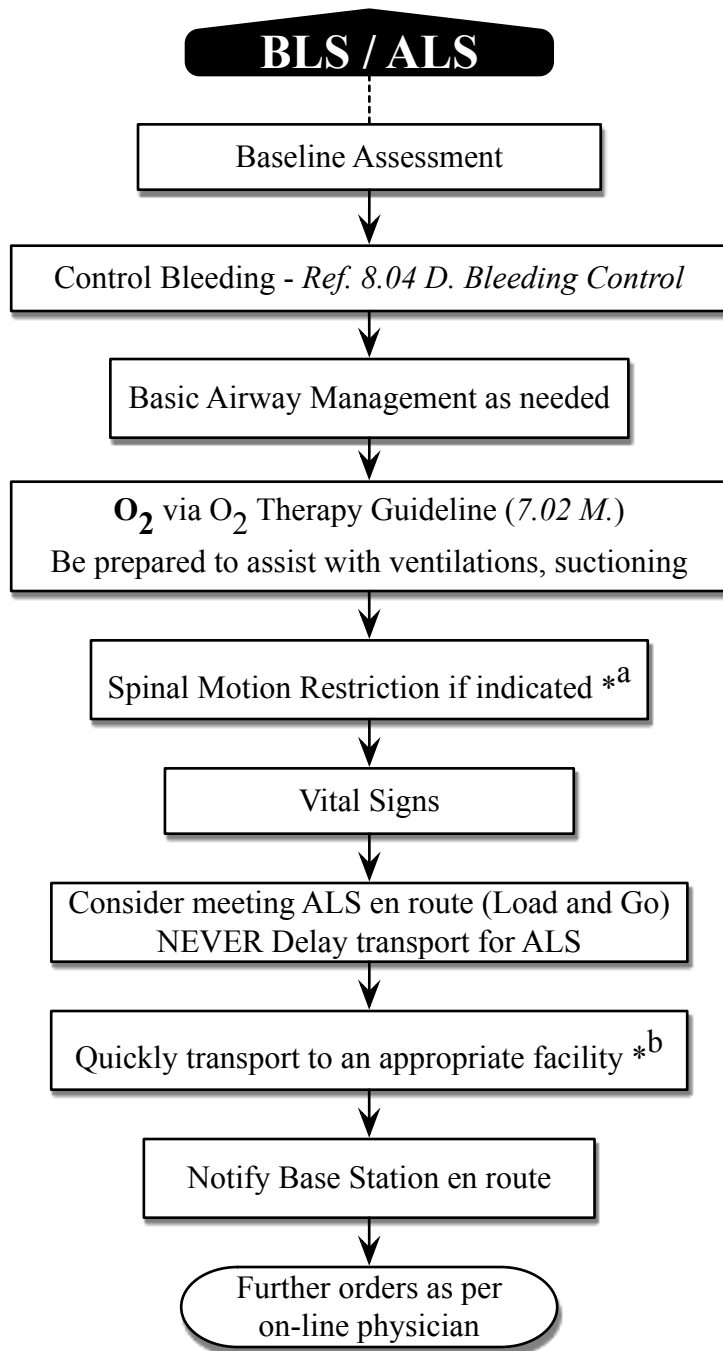 BLS / ALS
Baseline Assessment
Control Bleeding - Ref. 8.04 D. Bleeding Control
Basic Airway Management as needed
O2 via O2 Therapy Guideline (7.02 M.)
Be prepared to assist with ventilations, suctioning
Spinal Motion Restriction if indicated *a
Vital Signs
Consider meeting ALS en route (Load and Go)
NEVER Delay transport for ALS
Quickly transport to an appropriate facility *b
Notify Base Station en route
Further orders as per
on-line physician